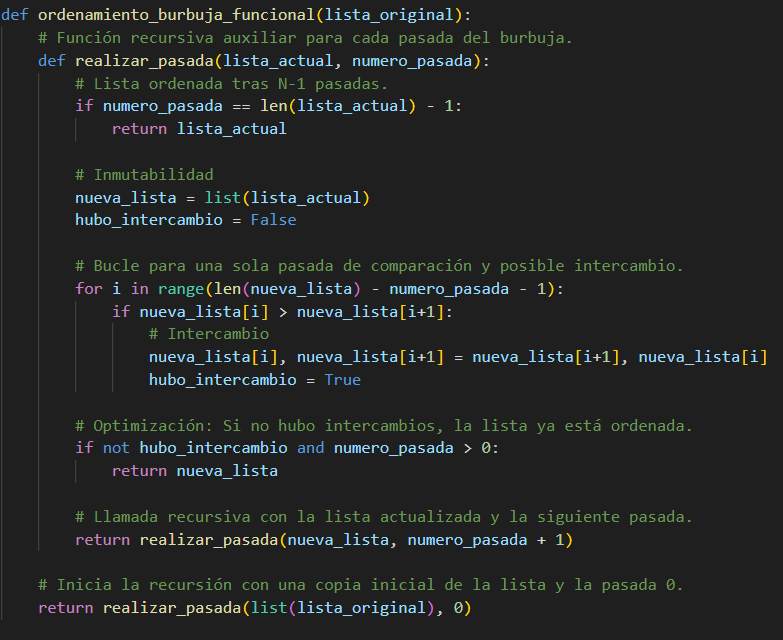 def ordenamiento_burbuja_funcional(lista_original):
    # Función recursiva auxiliar para cada pasada del burbuja.
    def realizar_pasada(lista_actual, numero_pasada):
        # Lista ordenada tras N-1 pasadas.
        if numero_pasada == len(lista_actual) - 1:
            return lista_actual

        # Inmutabilidad
        nueva_lista = list(lista_actual)
        hubo_intercambio = False

        # Bucle para una sola pasada de comparación y posible intercambio.
        for i in range(len(nueva_lista) - numero_pasada - 1):
            if nueva_lista[i] > nueva_lista[i+1]:
                # Intercambio
                nueva_lista[i], nueva_lista[i+1] = nueva_lista[i+1], nueva_lista[i]
                hubo_intercambio = True

        # Optimización: Si no hubo intercambios, la lista ya está ordenada.
        if not hubo_intercambio and numero_pasada > 0:
            return nueva_lista

        # Llamada recursiva con la lista actualizada y la siguiente pasada.
        return realizar_pasada(nueva_lista, numero_pasada + 1)

    # Inicia la recursión con una copia inicial de la lista y la pasada 0.
    return realizar_pasada(list(lista_original), 0)